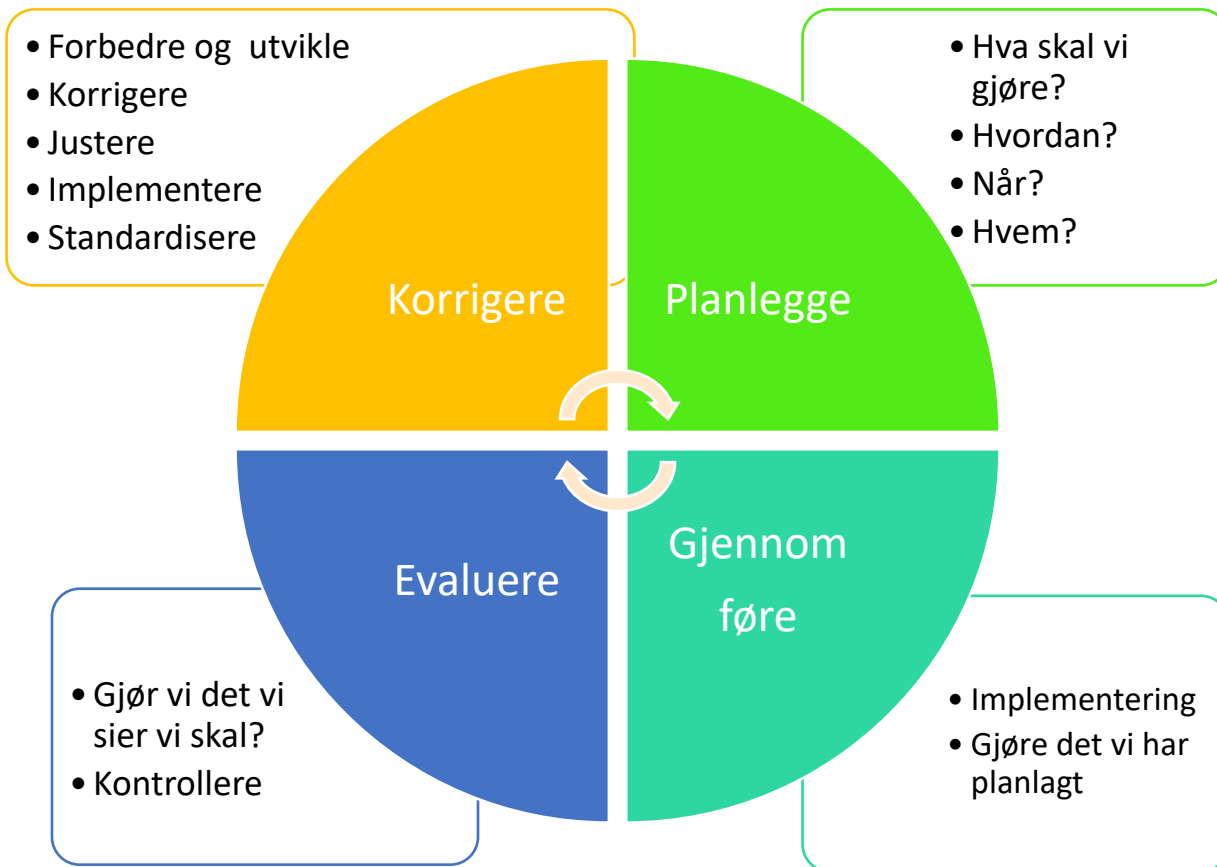 • Forbedre og utvikle
• Korrigere
• Justere
• Implementere
• Standardisere
• Hva skal vi
gjøre?
• Hvordan?
• Når?
• Hvem?
Korrigere
Planlegge
Evaluere
Gjennom
føre
• Gjør vi det vi
sier vi skal?
• Kontrollere
• Implementering
• Gjøre det vi har
planlagt